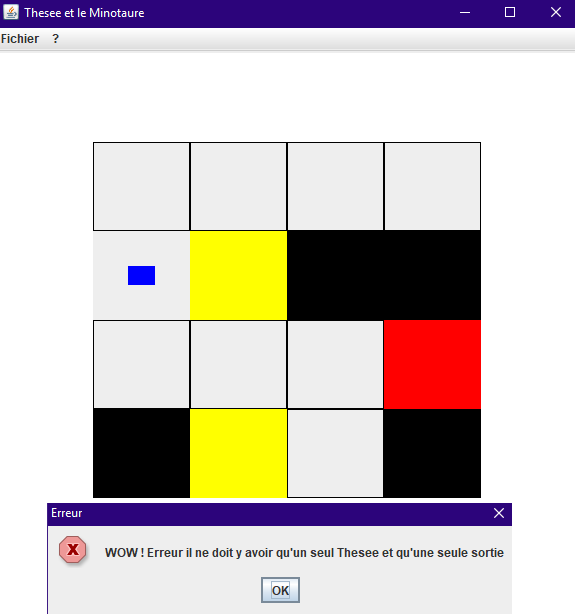 Thesee et le Minotaure
Fichier ?
Erreur
WOW ! Erreur il ne doit y avoir qu'un seul Thesee et qu'une seule sortie
OK